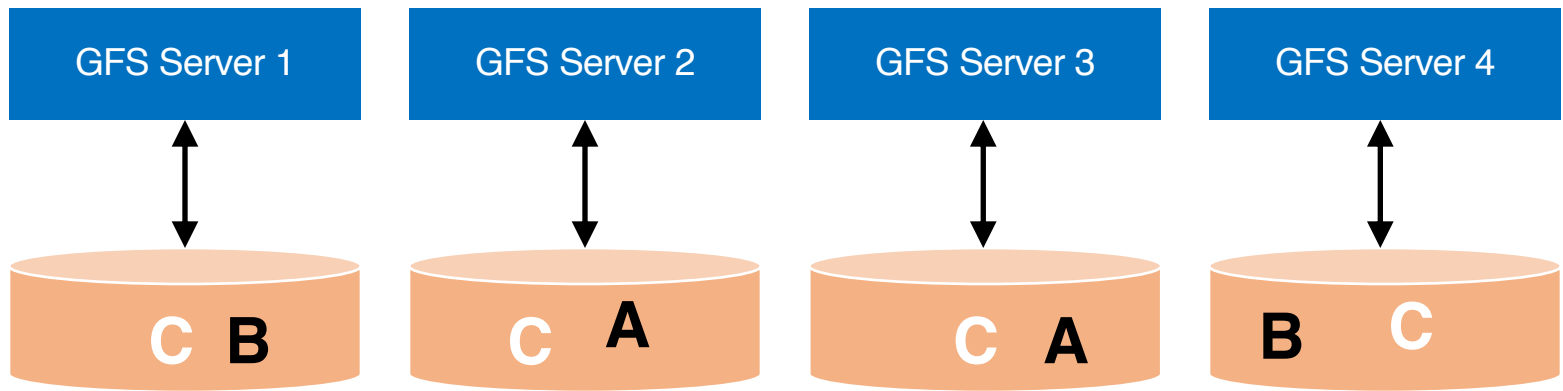 GFS Server 1
GFS Server 2
GFS Server 3
GFS Server 4
C B
C A
C A
B C